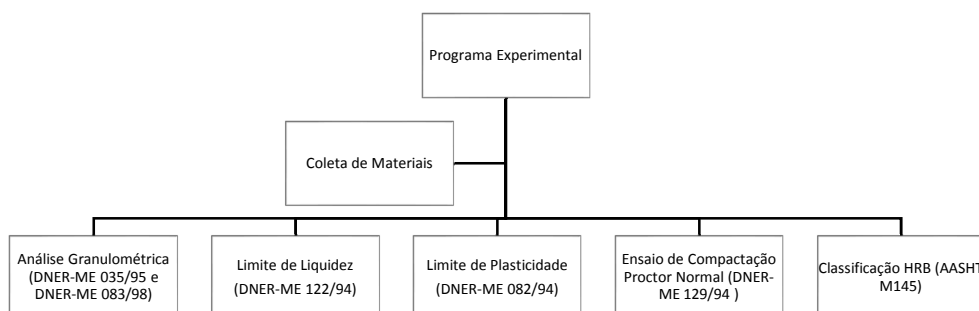 Programa Experimental
Coleta de Materiais
Análise Granulométrica
(DNER-ME 035/95 e
DNER-ME 083/98)
Limite de Liquidez
(DNER-ME 122/94)
Limite de Plasticidade
(DNER-ME 082/94)
Ensaio de Compactação
Proctor Normal (DNER-
ME 129/94 )
Classificação HRB (AASHT
M145)